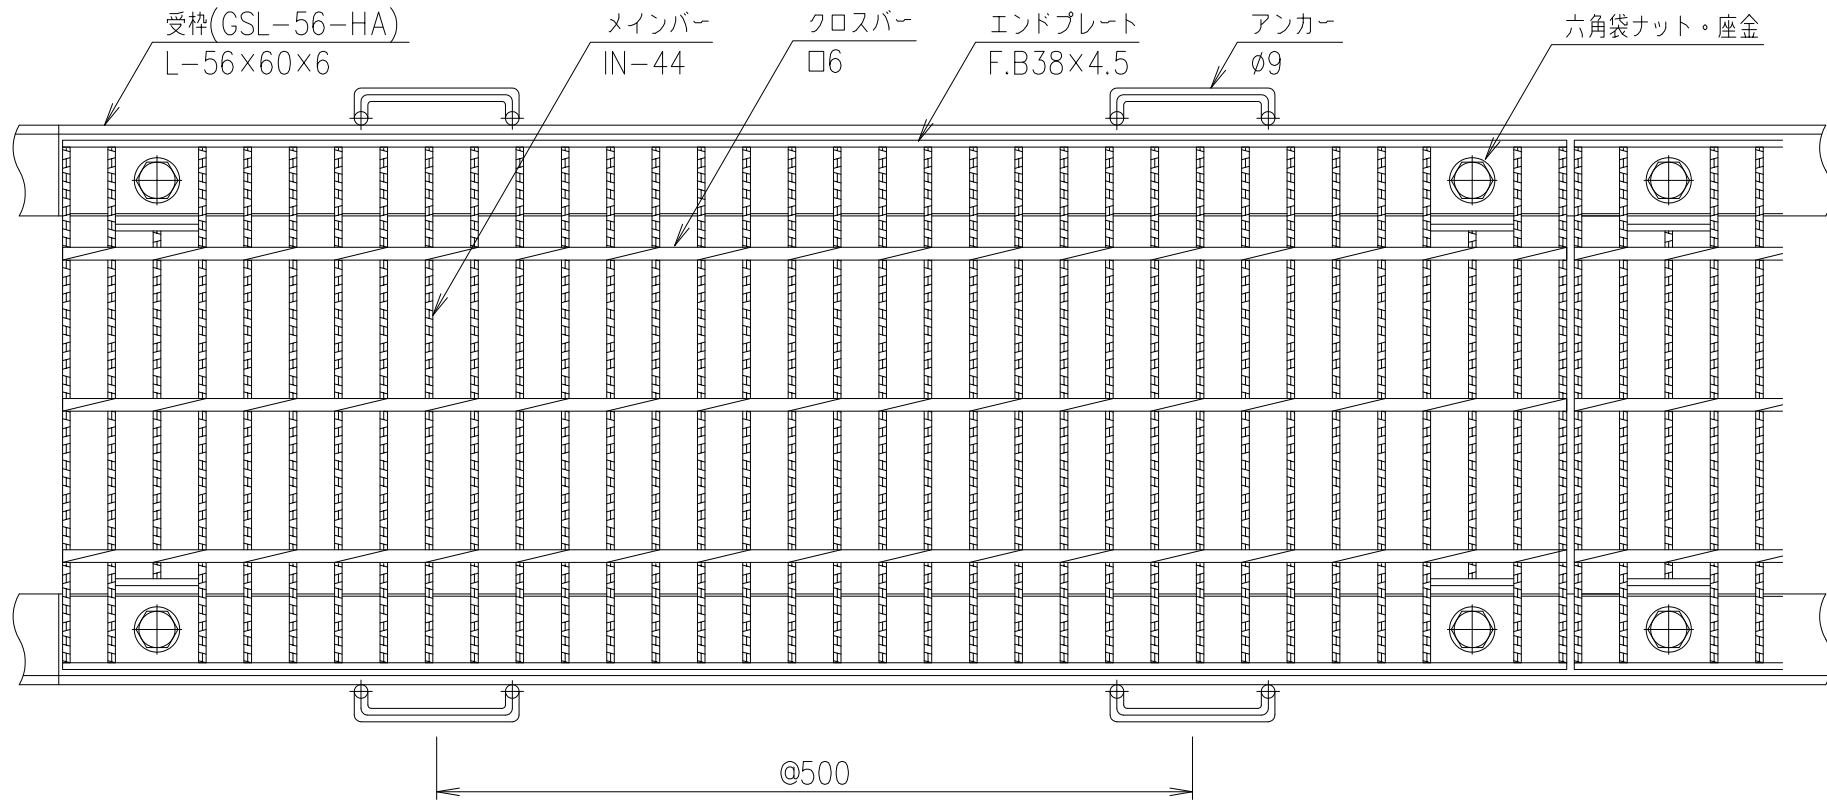 受枠(GSL-56-HA)
L-56×60×6
メインバー
IN-44
クロスバー
□6
エンドプレート
F.B38×4.5
アンカー
φ9
六角袋ナット・座金
@500